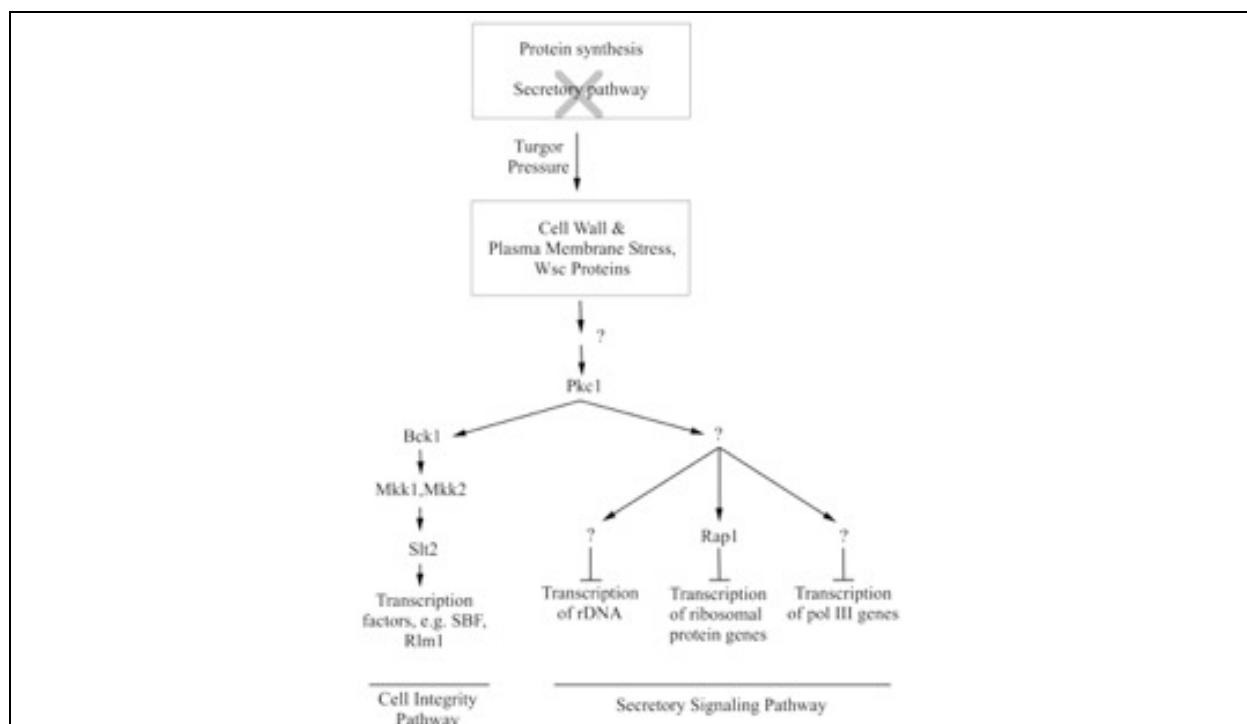 Protein synthesis
Secretory pathway
Turgor
Pressure
Cell Wall &
Plasma Membrane Stress,
Wsc Proteins
?
Pkc1
Bck1
?
Mkk1,Mkk2
?
Rap1
?
Slt2
Transcription
factors, e.g. SBF,
Rlm1
Transcription
of rDNA
Transcription
of ribosomal
protein genes
Transcription
of pol III genes
Cell Integrity
Pathway
Secretory Signaling Pathway